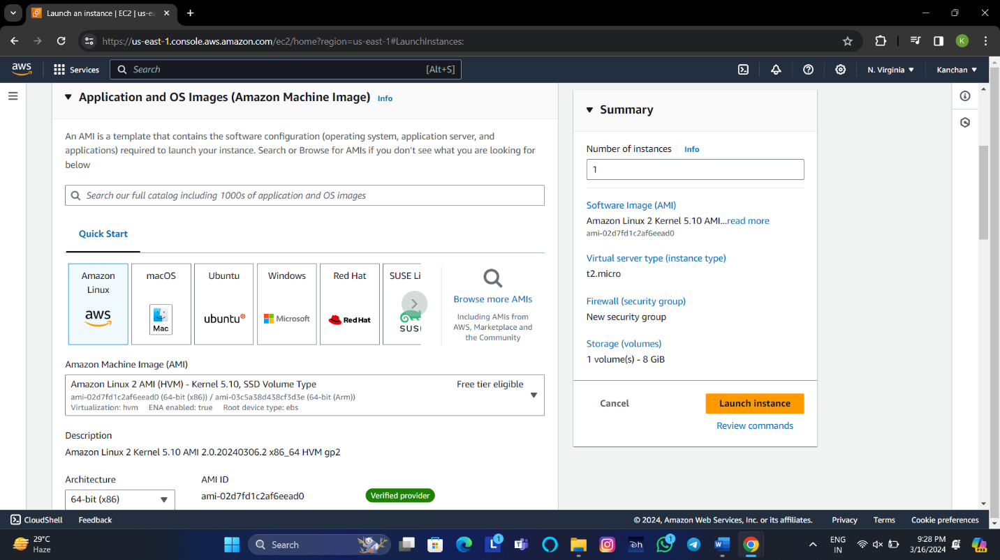 Launch an instance | EC2 | us-ea
https://us-east-1.console.aws.amazon.com/ec2/home?region=us-east-1#LaunchInstances:
K
aws
Services
Search
[Alt+S]
N. Virginia
Kanchan
Application and OS Images (Amazon Machine Image) Info
An AMI is a template that contains the software configuration (operating system, application server, and
applications) required to launch your instance. Search or Browse for AMIs if you don't see what you are looking for
below
Search our full catalog including 1000s of application and OS images
Quick Start
Amazon
Linux
aws
macOS
Mac
Ubuntu
ubuntu
Windows
Microsoft
Red Hat
RedHat
SUSE Li
SUS
Browse more AMIs
Including AMIs from
AWS, Marketplace and
the Community
Amazon Machine Image (AMI)
Amazon Linux 2 AMI (HVM) - Kernel 5.10, SSD Volume Type
Free tier eligible
ami-02d7fd1c2af6eead0 (64-bit (x86)) / ami-03c5a38d438cf3d3e (64-bit (Arm))
Virtualization: hvm ENA enabled: true Root device type: ebs
Description
Amazon Linux 2 Kernel 5.10 AMI 2.0.20240306.2 x86_64 HVM gp2
Architecture
64-bit (x86)
AMI ID
ami-02d7fd1c2af6eead0
Verified provider
Summary
Number of instances Info
1
Software Image (AMI)
Amazon Linux 2 Kernel 5.10 AMI...read more
ami-02d7fd1c2af6eead0
Virtual server type (instance type)
t2.micro
Firewall (security group)
New security group
Storage (volumes)
1 volume(s) - 8 GiB
Cancel
Launch instance
Review commands
CloudShell
Feedback
© 2024, Amazon Web Services, Inc. or its affiliates.
Privacy
Terms
Cookie preferences
29°C
Haze
Search
L
1
h
1
W
ENG
IN
9:28 PM
3/16/2024
PRE